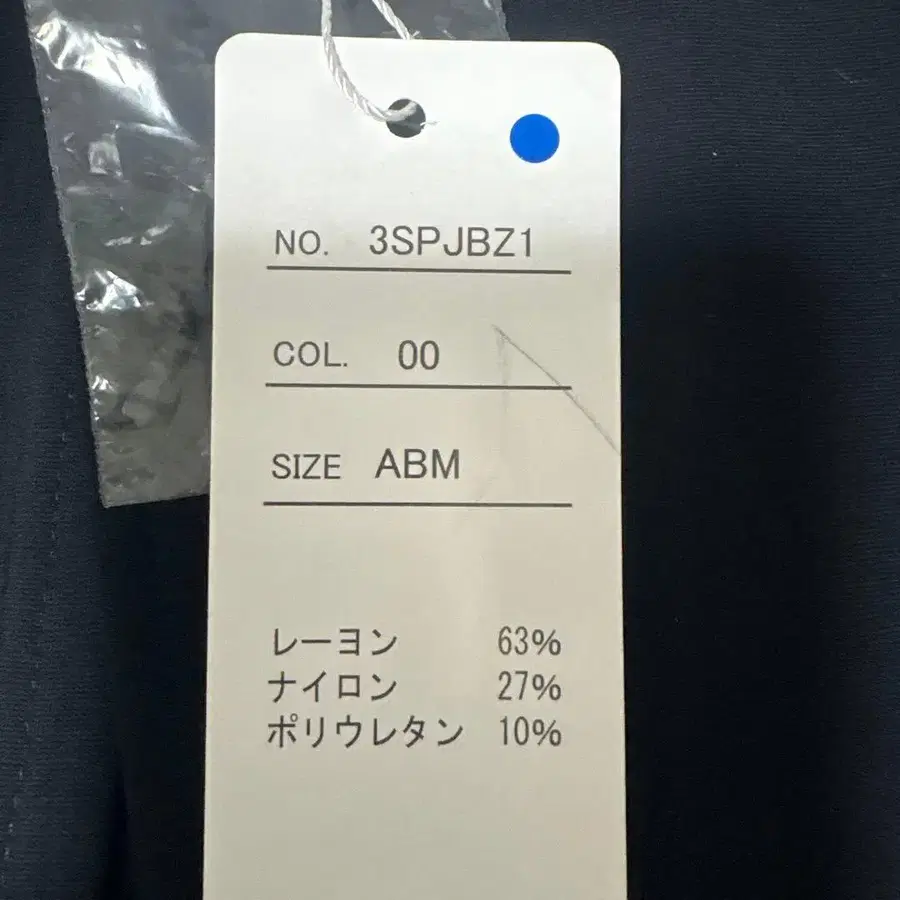 NO. 3SPJBZ1
COL. 00
SIZE ABM
レーヨン 63%
ナイロン 27%
ポリウレタン 10%